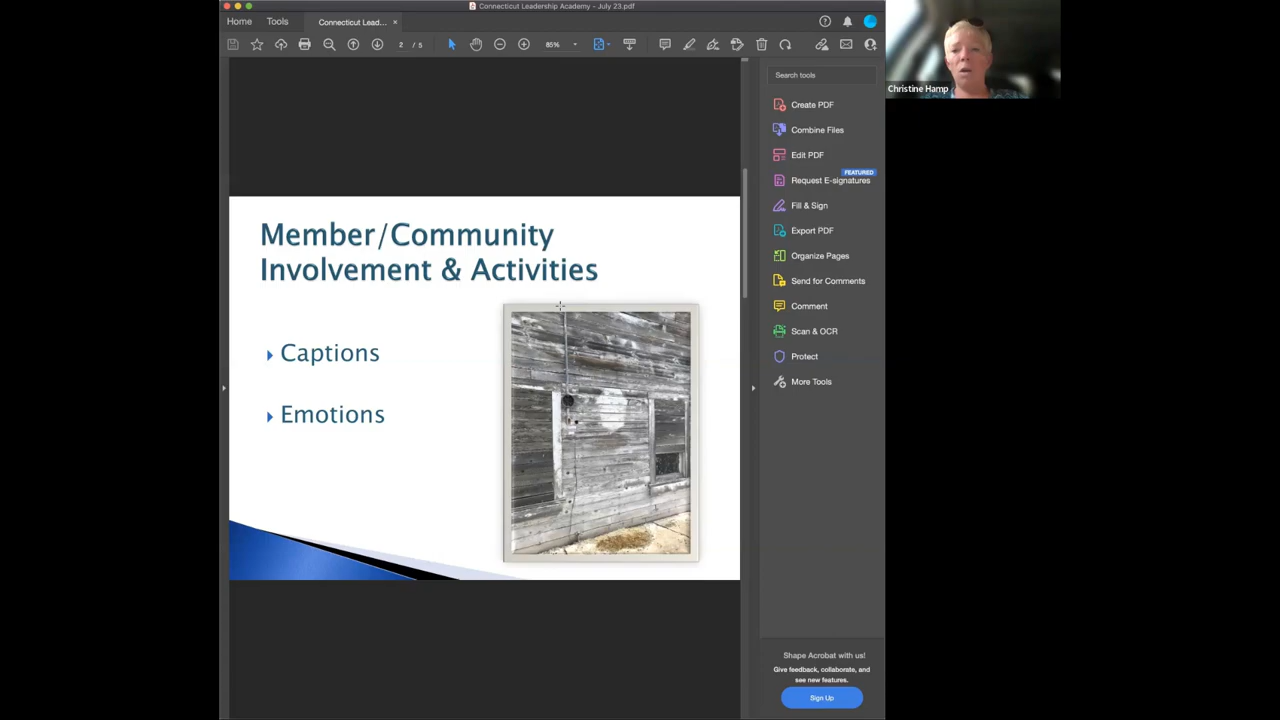 Connecticut Leadership Academy - July 23.pdf
Home Tools Connecticut Lead... ×
2 / 5 85%
Christine Hamp
Search tools
Create PDF
Combine Files
Edit PDF
FEATURED
Request E-signatures
Fill & Sign
Export PDF
Organize Pages
Send for Comments
Comment
Scan & OCR
Protect
More Tools
Member/Community
Involvement & Activities
Captions
Emotions
Shape Acrobat with us!
Give feedback, collaborate, and
see new features.
Sign Up